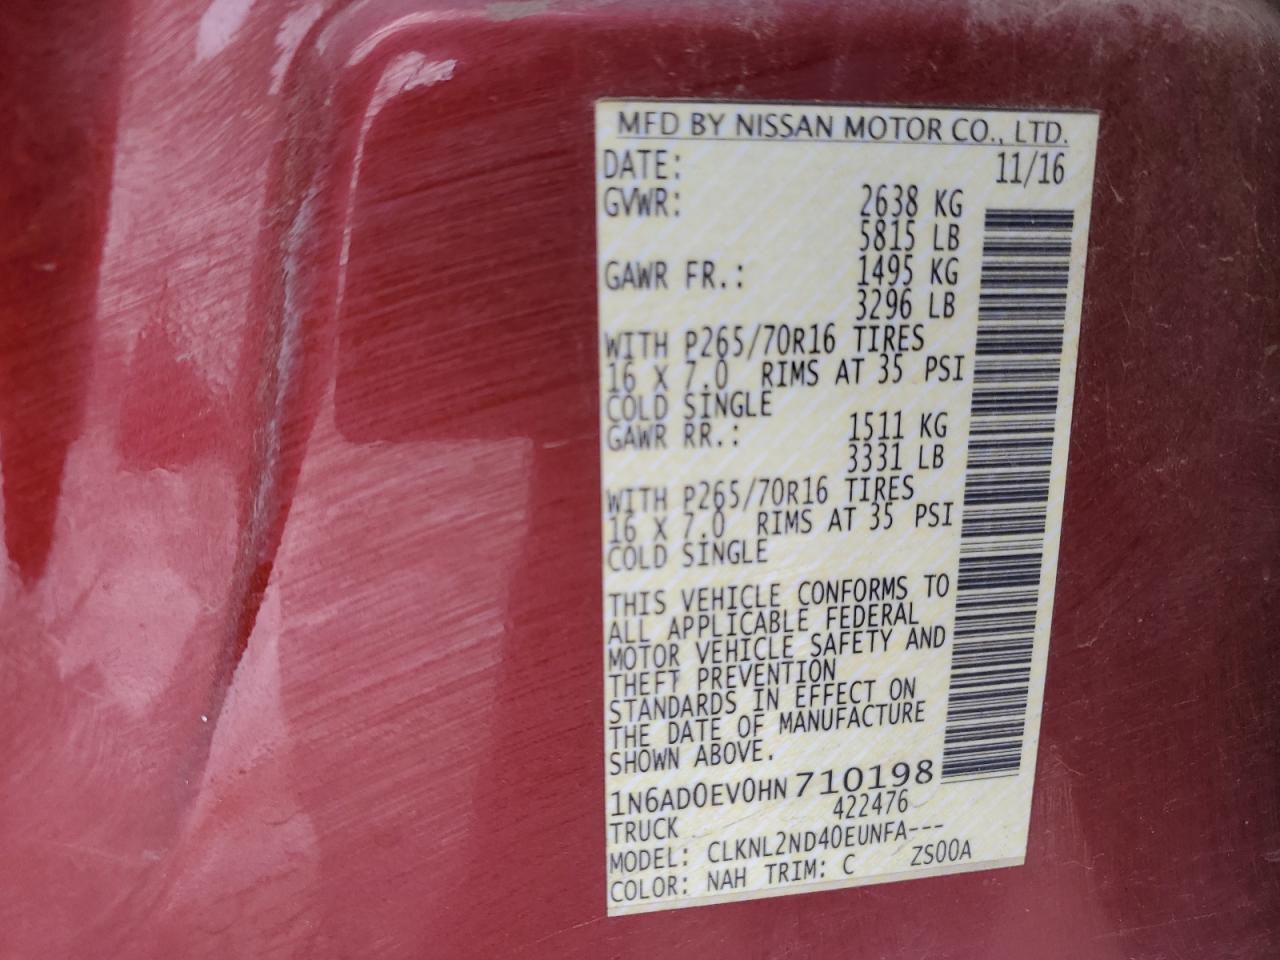 MFD BY NISSAN MOTOR CO., LTD.
DATE: 11/16
GVWR: 2638 KG
5815 LB
GAWR FR.: 1495 KG
3296 LB
WITH P265/70R16 TIRES
16 X 7.0 RIMS AT 35 PSI
COLD SINGLE
GAWR RR.: 1511 KG
3331 LB
WITH P265/70R16 TIRES
16 X 7.0 RIMS AT 35 PSI
COLD SINGLE
THIS VEHICLE CONFORMS TO
ALL APPLICABLE FEDERAL
MOTOR VEHICLE SAFETY AND
THEFT PREVENTION
STANDARDS IN EFFECT ON
THE DATE OF MANUFACTURE
SHOWN ABOVE.
1N6AD0EV0HN710198
TRUCK 422476
MODEL: CLKNL2ND40EUNFA---
COLOR: NAH TRIM: C ZS00A